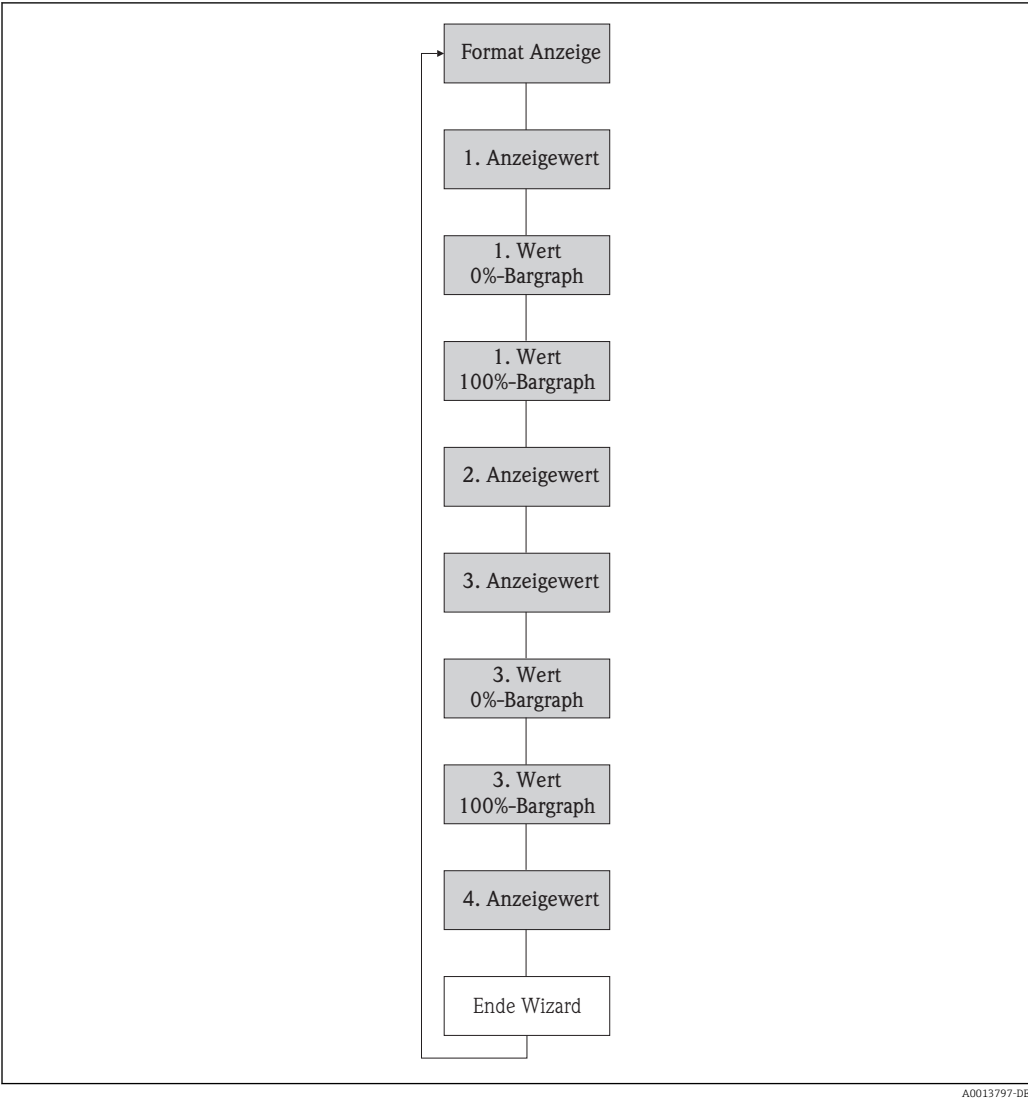 Format Anzeige
1. Anzeigewert
1. Wert
0%-Bargraph
1. Wert
100%-Bargraph
2. Anzeigewert
3. Anzeigewert
3. Wert
0%-Bargraph
3. Wert
100%-Bargraph
4. Anzeigewert
Ende Wizard
A0013797-DE